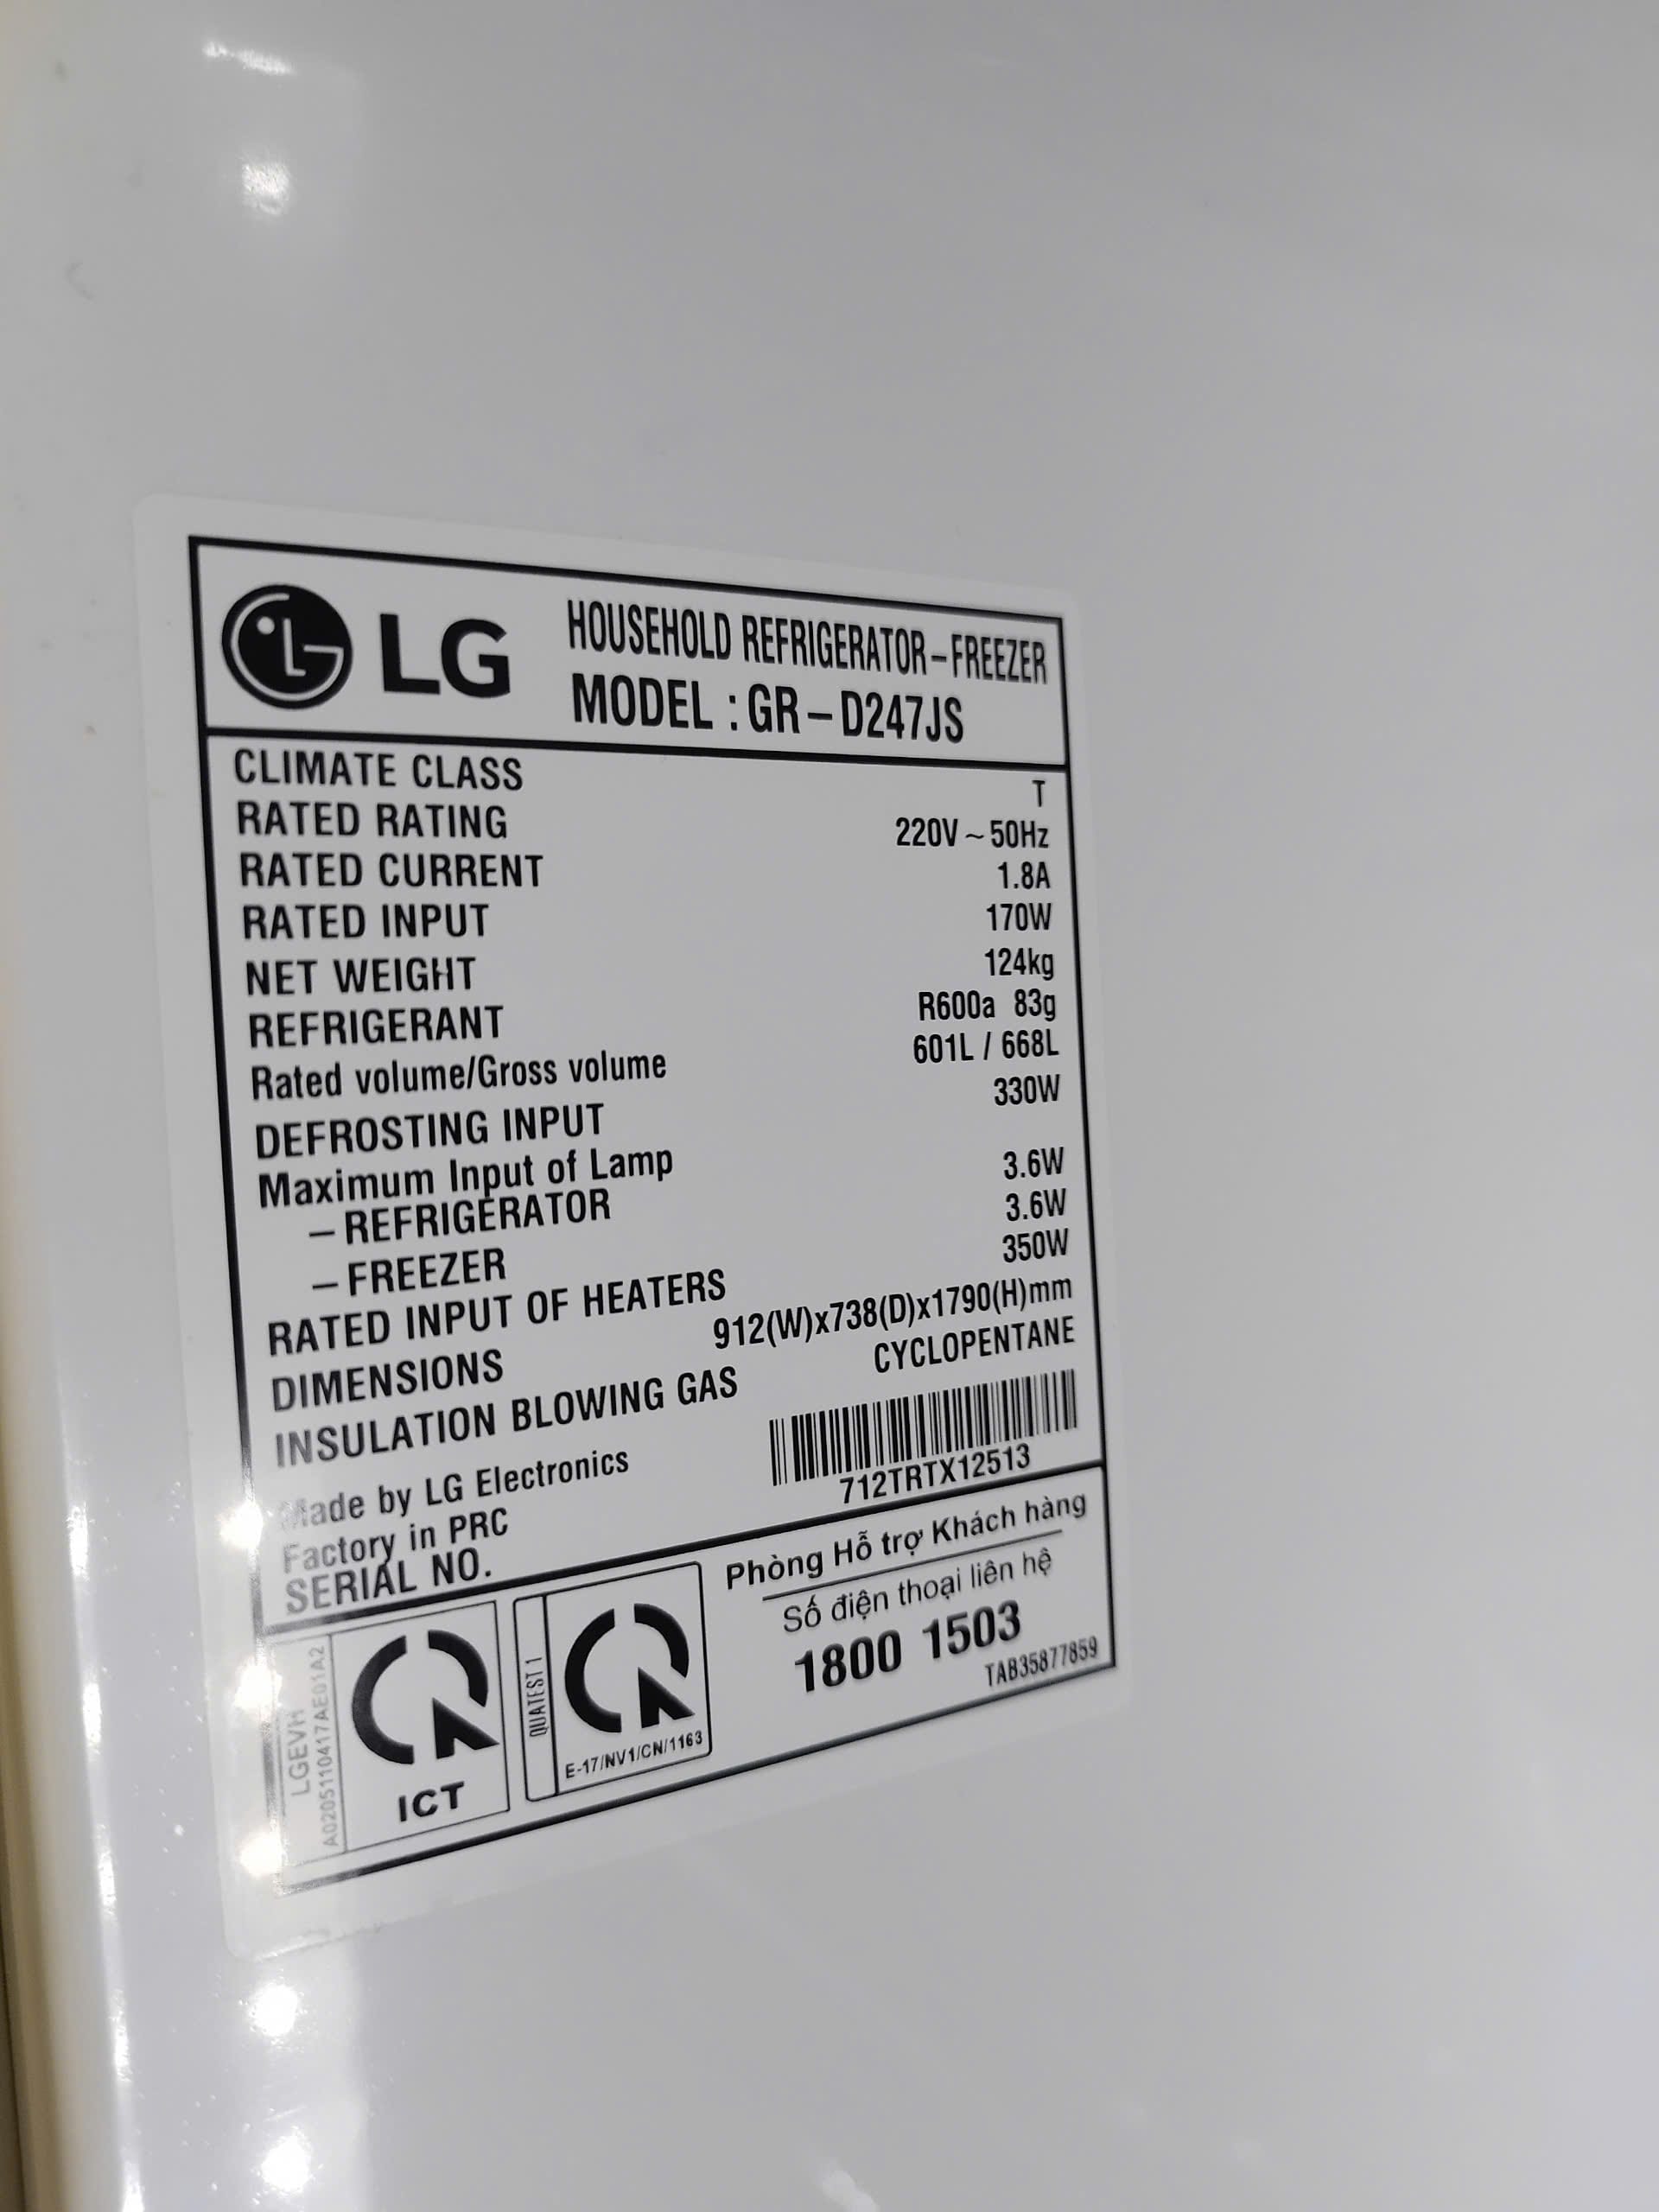 LG
HOUSEHOLD REFRIGERATOR-FREEZER
MODEL : GR-D247JS
CLIMATE CLASS T
RATED RATING 220V ~ 50Hz
RATED CURRENT 1.8A
RATED INPUT 170W
NET WEIGHT 124kg
REFRIGERANT R600a 83g
Rated volume/Gross volume 601L / 668L
DEFROSTING INPUT 330W
Maximum Input of Lamp
– REFRIGERATOR 3.6W
– FREEZER 3.6W
RATED INPUT OF HEATERS 350W
DIMENSIONS 912(W)x738(D)x1790(H)mm
INSULATION BLOWING GAS CYCLOPENTANE
Made by LG Electronics
Factory in PRC
SERIAL NO. 712TRTX12513
LGEVH
A0205110417AE01A2
ICT
QUATEST 1
E-17/NV1/CN/1163
Phòng Hỗ trợ Khách hàng
Số điện thoại liên hệ
1800 1503
TAB35877859